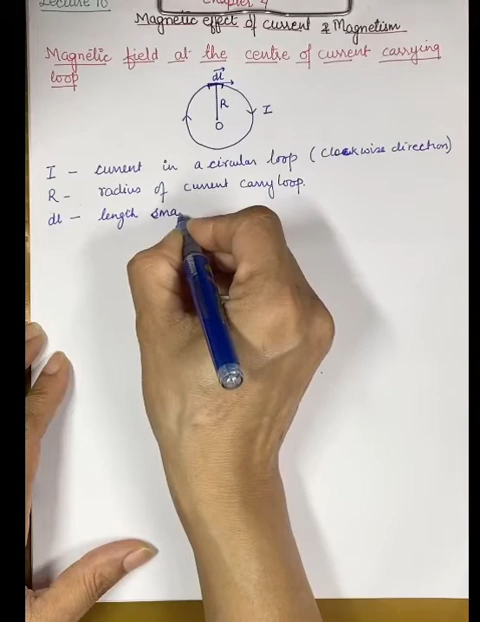 Lecture 10
Chapter 4
Magnetic effect of current & Magnetism
Magnetic field at the centre of current carrying
loop
dl
R
I
O
I - current in a circular loop (clockwise direction)
R - radius of current carry loop.
dl - length sma